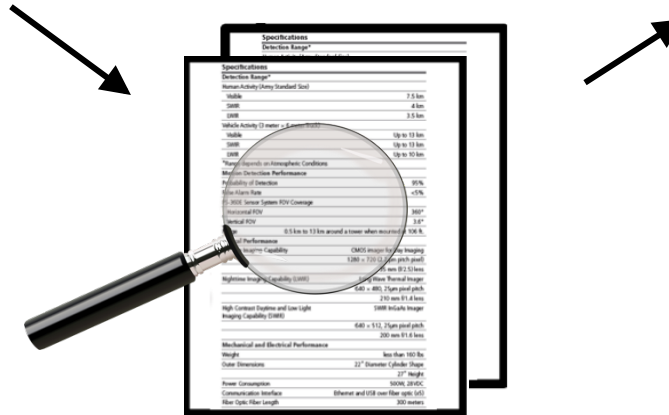 Specifications
Detection Range*
Specifications
Detection Range*
Human Activity (Army Standard Size)
Visible 7.5 km
SWIR 4 km
LWIR 3.5 km
Vehicle Activity
Visible Up to 13 km
SWIR Up to 13 km
LWIR Up to 10 km
*Range depends on Atmospheric Conditions
Motion Detection Performance
Probability of Detection 95%
Alarm Rate <5%
Sensor System FOV Coverage
Horizontal FOV 360°
Vertical FOV 3.6°
0.5 km to 13 km around a tower when mounted at 106 ft.
Performance
Imaging Capability CMOS imager for Day Imaging
1280 × 720 pixel)
mm (f/2.5) lens
Nighttime Imaging Capability (LWIR) Long Wave Thermal Imager
640 × 480, 25µm pixel pitch
210 mm f/1.4 lens
High Contrast Daytime and Low Light SWIR InGaAs Imager
Imaging Capability (SWIR)
640 × 512, 25µm pixel pitch
200 mm f/1.6 lens
Mechanical and Electrical Performance
Weight less than 160 lbs
Outer Dimensions 22" Diameter Cylinder Shape
27" Height
Power Consumption 500W, 28VDC
Communication Interface Ethernet and USB over fiber optic (x5)
Fiber Optic Fiber Length 300 meters